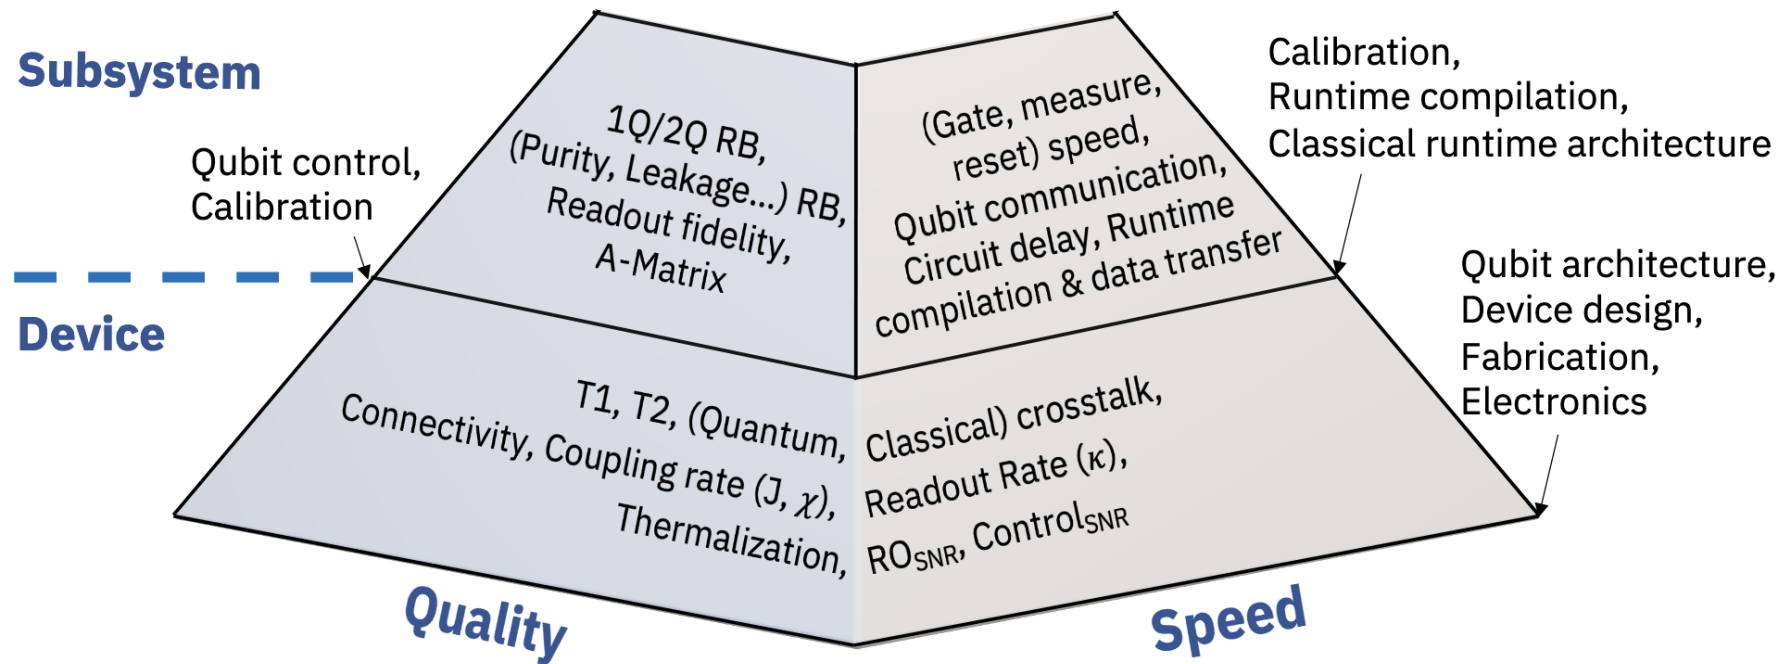 Subsystem
Qubit control,
Calibration
Device
1Q/2Q RB,
(Purity, Leakage...) RB,
Readout fidelity,
A-Matrix
(Gate, measure,
reset) speed,
Qubit communication,
Circuit delay, Runtime
compilation & data transfer
Calibration,
Runtime compilation,
Classical runtime architecture
Qubit architecture,
Device design,
Fabrication,
Electronics
T1, T2, (Quantum, Classical) crosstalk,
Connectivity, Coupling rate (J, χ), Readout Rate (κ),
Thermalization, ROSNR, ControlSNR
Quality
Speed